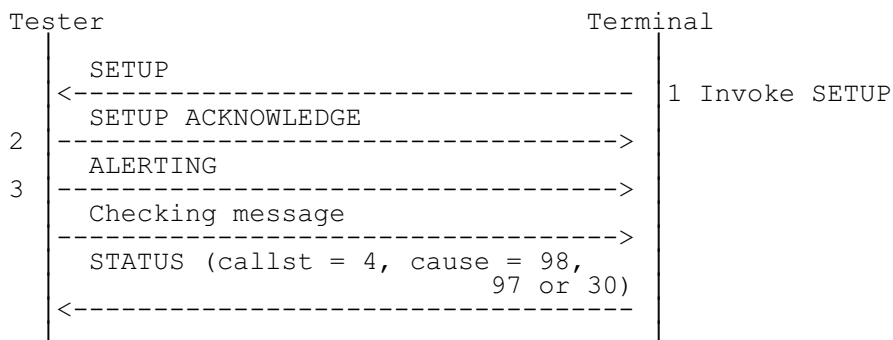 Tester Terminal
SETUP
1 Invoke SETUP
SETUP ACKNOWLEDGE
2
ALERTING
3
Checking message
STATUS (callst = 4, cause = 98,
97 or 30)